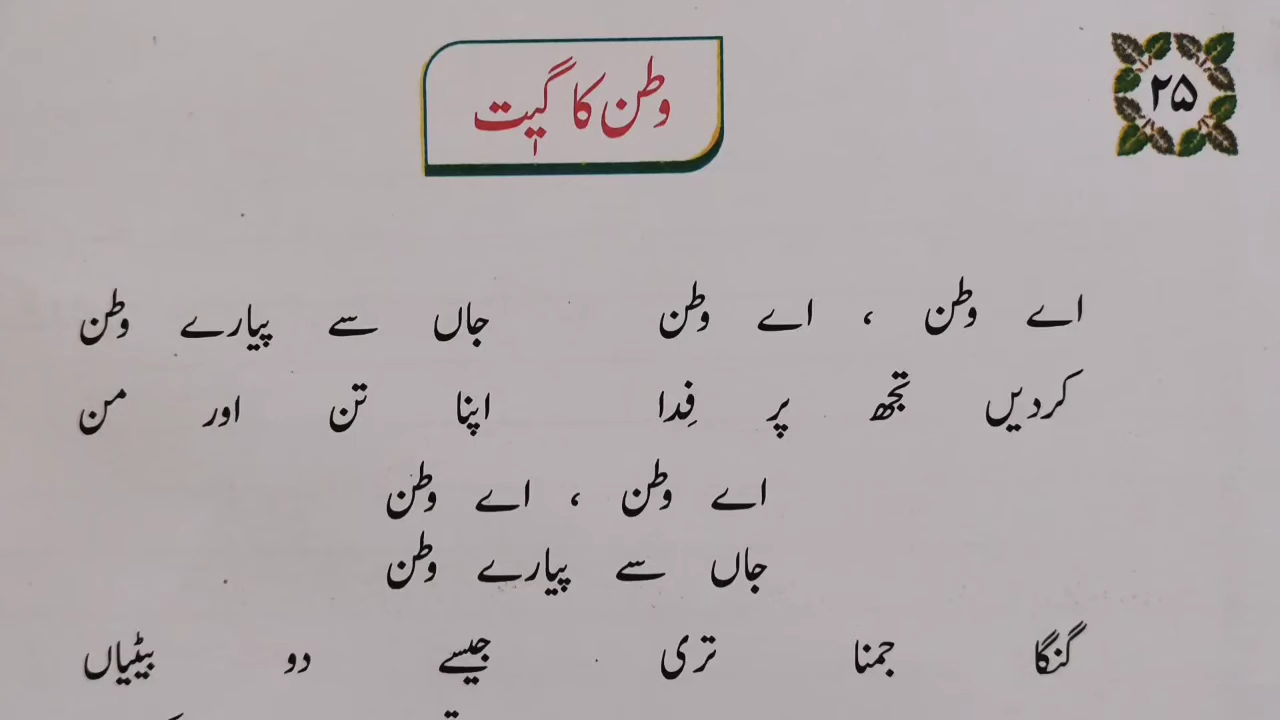 ۲۵
وطن کا گیت
اے وطن ، اے وطن جاں سے پیارے وطن
کردیں تجھ پر فِدا اپنا تن اور من
اے وطن ، اے وطن
جاں سے پیارے وطن
گنگا جمنا تری جیسے دو بیٹیاں